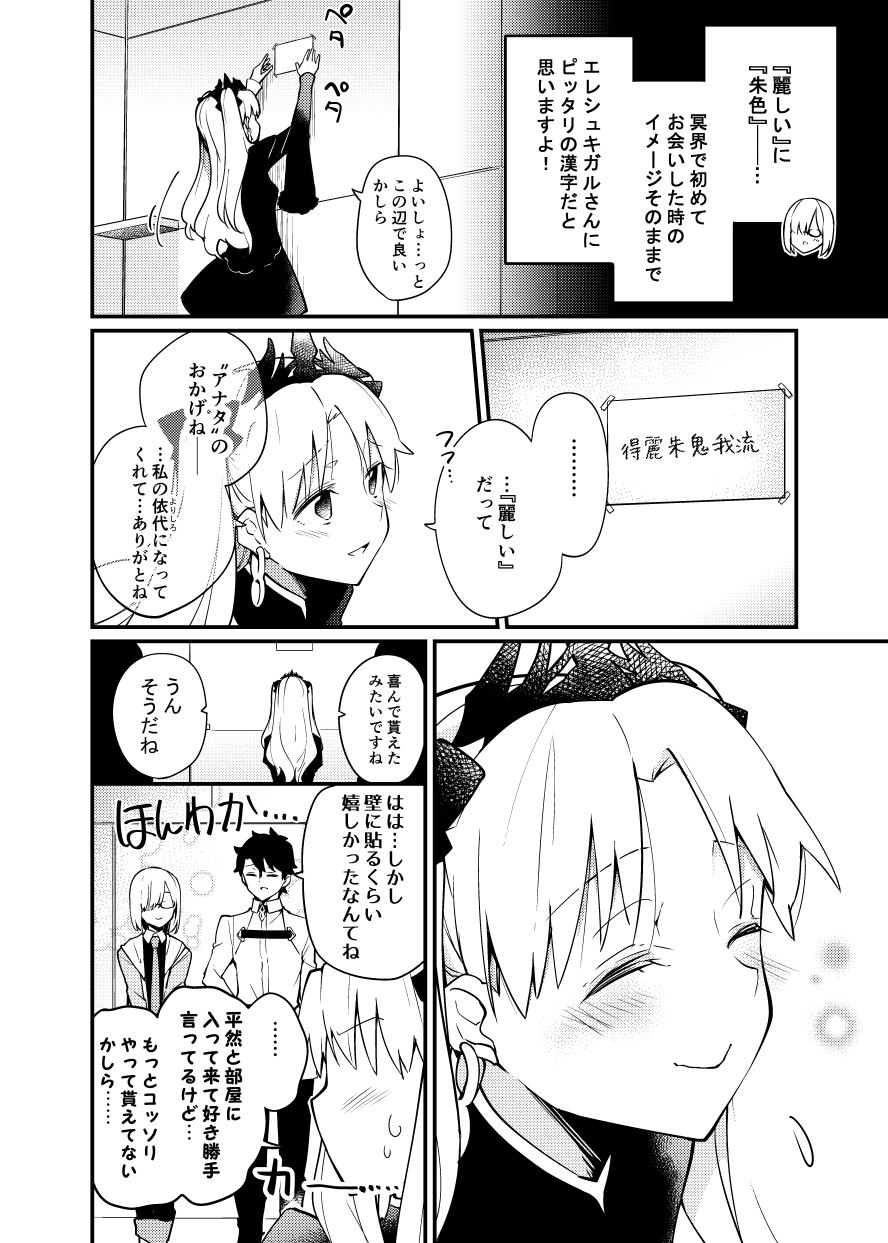 『麗しい』に
『朱色』――…
冥界で初めて
お会いした時の
イメージそのままで
エレシュキガルさんに
ピッタリの漢字だと
思いますよ！
ペタ
ペタ
よいしょ…っと
この辺で良い
かしら
得麗朱鬼我流
………
…『麗しい』
だって
フフ…
〝アナタ〟の
おかげね――
…私の依代になって
よりしろ
くれて…ありがとね
喜んで貰えた
みたいですね
うん
そうだね
はは…しかし
壁に貼るくらい
嬉しかったなんてね
ほんわか…
……
平然と部屋に
入って来て好き勝手
言ってるけど…
もっとコッソリ
やって貰えてない
かしら……
カ―……